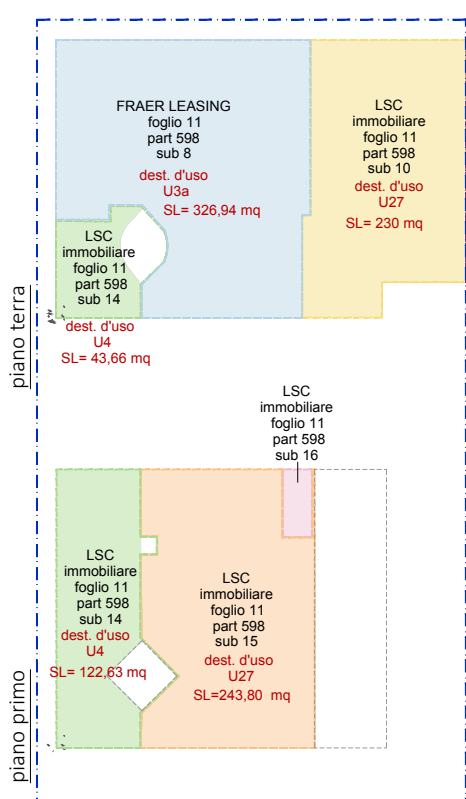 FRAER LEASING
foglio 11
part 598
sub 8
dest. d'uso
U3a
SL= 326,94 mq
LSC
immobiliare
foglio 11
part 598
sub 10
dest. d'uso
U27
SL= 230 mq
LSC
immobiliare
foglio 11
part 598
sub 14
dest. d'uso
U4
SL= 43,66 mq
piano terra
LSC
immobiliare
foglio 11
part 598
sub 16
LSC
immobiliare
foglio 11
part 598
sub 14
dest. d'uso
U4
SL= 122,63 mq
LSC
immobiliare
foglio 11
part 598
sub 15
dest. d'uso
U27
SL=243,80 mq
piano primo